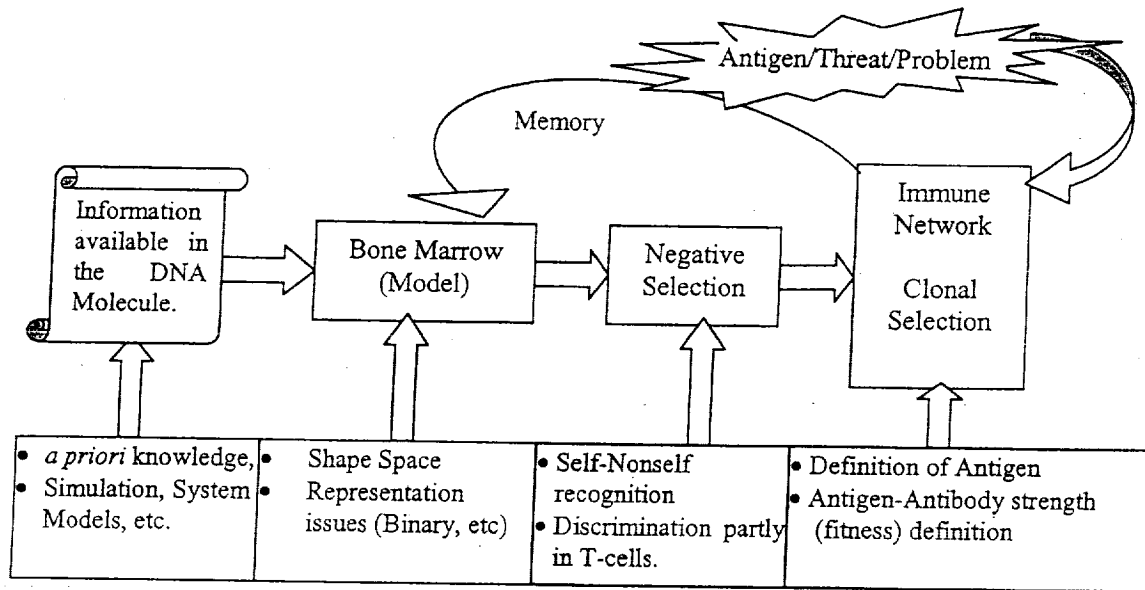 Antigen/Threat/Problem
Memory
Information
available in
the DNA
Molecule.
Bone Marrow
(Model)
Negative
Selection
Immune
Network
Clonal
Selection
• a priori knowledge,
• Simulation, System
Models, etc.
• Shape Space
• Representation
issues (Binary, etc)
• Self-Nonself
recognition
• Discrimination partly
in T-cells.
• Definition of Antigen
• Antigen-Antibody strength
(fitness) definition